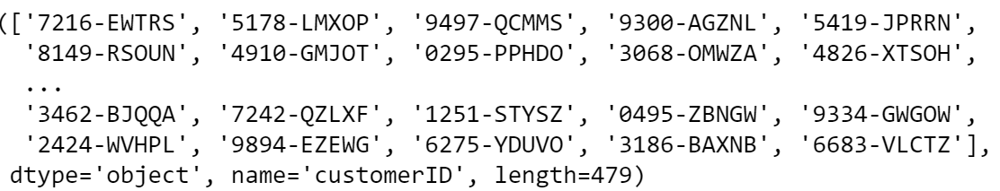 (['7216-EWTRS', '5178-LMXOP', '9497-QCMMS', '9300-AGZNL', '5419-JPRRN',
'8149-RSOUN', '4910-GMJOT', '0295-PPHDO', '3068-OMWZA', '4826-XTSOH',
...
'3462-BJQQA', '7242-QZLXF', '1251-STYSZ', '0495-ZBNGW', '9334-GWGOW',
'2424-WVHPL', '9894-EZEWG', '6275-YDUVO', '3186-BAXNB', '6683-VLCTZ'],
dtype='object', name='customerID', length=479)